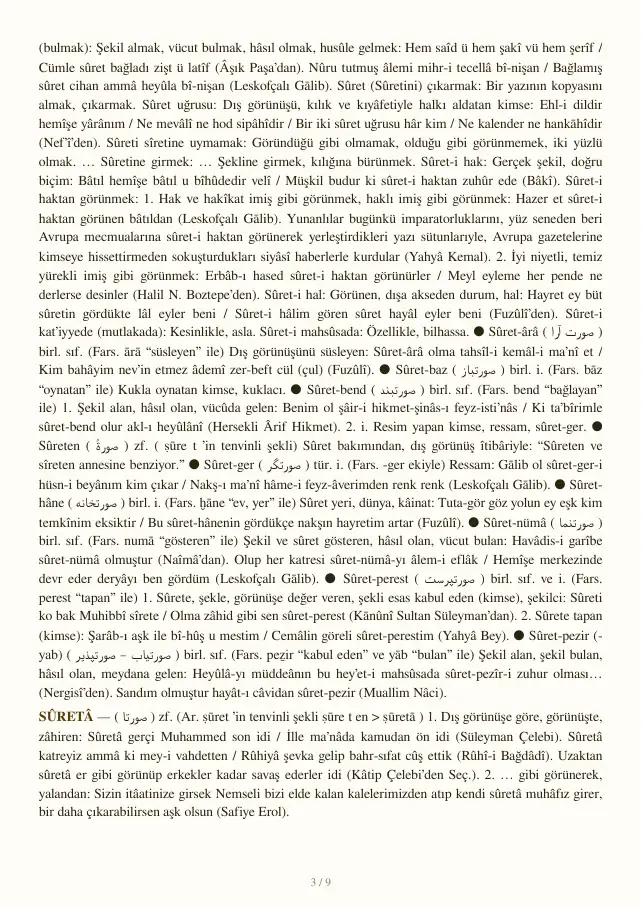 (bulmak): Şekil almak, vücut bulmak, hâsıl olmak, husûle gelmek: Hem saîd ü hem şakî vü hem şerîf /
Cümle sûret bağladı zişt ü latîf (Âşık Paşa’dan). Nûru tutmuş âlemi mihr-i tecellâ bî-nişan / Bağlamış
sûret cihan ammâ heyûla bî-nişan (Leskofçalı Gālib). Sûret (Sûretini) çıkarmak: Bir yazının kopyasını
almak, çıkarmak. Sûret uğrusu: Dış görünüşü, kılık ve kıyâfetiyle halkı aldatan kimse: Ehl-i dildir
hemîşe yârânım / Ne mevâlî ne hod sipâhîdir / Bir iki sûret uğrusu hâr kim / Ne kalender ne hankāhîdir
(Nef’î’den). Sûreti sîretine uymamak: Göründüğü gibi olmamak, olduğu gibi görünmemek, iki yüzlü
olmak. … Sûretine girmek: … Şekline girmek, kılığına bürünmek. Sûret-i hak: Gerçek şekil, doğru
biçim: Bâtıl hemîşe bâtıl u bîhûdedir velî / Müşkil budur ki sûret-i haktan zuhûr ede (Bâkî). Sûret-i
haktan görünmek: 1. Hak ve hakîkat imiş gibi görünmek, haklı imiş gibi görünmek: Hazer et sûret-i
haktan görünen bâtıldan (Leskofçalı Gālib). Yunanlılar bugünkü imparatorluklarını, yüz seneden beri
Avrupa mecmualarına sûret-i haktan görünerek yerleştirdikleri yazı sütunlarıyle, Avrupa gazetelerine
kimseye hissettirmeden sokuşturdukları siyâsî haberlerle kurdular (Yahyâ Kemal). 2. İyi niyetli, temiz
yürekli imiş gibi görünmek: Erbâb-ı hased sûret-i haktan görünürler / Meyl eyleme her pende ne
derlerse desinler (Halil N. Boztepe’den). Sûret-i hal: Görünen, dışa akseden durum, hal: Hayret ey büt
sûretin gördükte lâl eyler beni / Sûret-i hâlim gören sûret hayâl eyler beni (Fuzûlî’den). Sûret-i
kat’iyyede (mutlakada): Kesinlikle, asla. Sûret-i mahsûsada: Özellikle, bilhassa. ● Sûret-ârâ ( صورت آرا )
birl. sıf. (Fars. ārā “süsleyen” ile) Dış görünüşünü süsleyen: Sûret-ârâ olma tahsîl-i kemâl-i ma’nî et /
Kim bahâyim nev’in etmez âdemî zer-beft cül (çul) (Fuzûlî). ● Sûret-baz ( صورتباز ) birl. i. (Fars. bāz
“oynatan” ile) Kukla oynatan kimse, kuklacı. ● Sûret-bend ( صورتبند ) birl. sıf. (Fars. bend “bağlayan”
ile) 1. Şekil alan, hâsıl olan, vücûda gelen: Benim ol şâir-i hikmet-şinâs-ı feyz-isti’nâs / Ki ta’bîrimle
sûret-bend olur akl-ı heyûlânî (Hersekli Ârif Hikmet). 2. i. Resim yapan kimse, ressam, sûret-ger. ●
Sûreten ( صورةً ) zf. ( ṣūre t ’in tenvinli şekli) Sûret bakımından, dış görünüş îtibâriyle: “Sûreten ve
sîreten annesine benziyor.” ● Sûret-ger ( صورتگر ) tür. i. (Fars. -ger ekiyle) Ressam: Gālib ol sûret-ger-i
hüsn-i beyânım kim çıkar / Nakş-ı ma’nî hâme-i feyz-âverimden renk renk (Leskofçalı Gālib). ● Sûret-
hâne ( صورتخانه ) birl. i. (Fars. ḫāne “ev, yer” ile) Sûret yeri, dünya, kâinat: Tuta-gör göz yolun ey eşk kim
temkînim eksiktir / Bu sûret-hânenin gördükçe nakşın hayretim artar (Fuzûlî). ● Sûret-nümâ ( صورتنما )
birl. sıf. (Fars. numā “gösteren” ile) Şekil ve sûret gösteren, hâsıl olan, vücut bulan: Havâdis-i garîbe
sûret-nümâ olmuştur (Naîmâ’dan). Olup her katresi sûret-nümâ-yı âlem-i eflâk / Hemîşe merkezinde
devr eder deryâyı ben gördüm (Leskofçalı Gālib). ● Sûret-perest ( صورتپرست ) birl. sıf. ve i. (Fars.
perest “tapan” ile) 1. Sûrete, şekle, görünüşe değer veren, şekli esas kabul eden (kimse), şekilci: Sûreti
ko bak Muhibbî sîrete / Olma zâhid gibi sen sûret-perest (Kānûnî Sultan Süleyman’dan). 2. Sûrete tapan
(kimse): Şarâb-ı aşk ile bî-hûş u mestim / Cemâlin göreli sûret-perestim (Yahyâ Bey). ● Sûret-pezir (-
yab) ( صورتپذير – صورتياب ) birl. sıf. (Fars. peẕīr “kabul eden” ve yāb “bulan” ile) Şekil alan, şekil bulan,
hâsıl olan, meydana gelen: Heyûlâ-yı müddeânın bu hey’et-i mahsûsada sûret-pezîr-i zuhur olması…
(Nergisî’den). Sandım olmuştur hayât-ı câvidan sûret-pezir (Muallim Nâci).
SÛRETÂ — ( صورتا ) zf. (Ar. ṣūret ’in tenvinli şekli ṣūre t en > ṣūretā ) 1. Dış görünüşe göre, görünüşte,
zâhiren: Sûretâ gerçi Muhammed son idi / İlle ma’nâda kamudan ön idi (Süleyman Çelebi). Sûretâ
katreyiz ammâ ki mey-i vahdetten / Rûhiyâ şevka gelip bahr-sıfat cûş ettik (Rûhî-i Bağdâdî). Uzaktan
sûretâ er gibi görünüp erkekler kadar savaş ederler idi (Kâtip Çelebi’den Seç.). 2. … gibi görünerek,
yalandan: Sizin itâatinize girsek Nemseli bizi elde kalan kalelerimizden atıp kendi sûretâ muhâfız girer,
bir daha çıkarabilirsen aşk olsun (Safiye Erol).
3 / 9